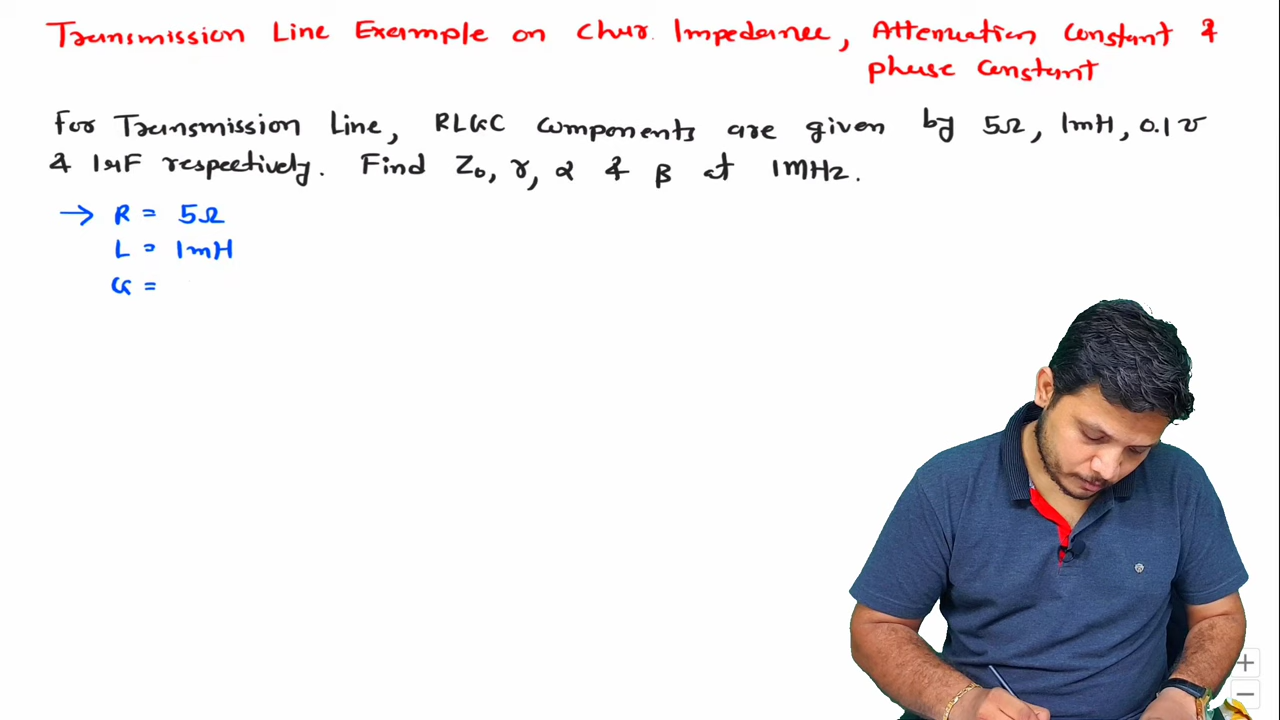 Transmission Line Example on Char. Impedance, Attenuation Constant &
phase Constant
For Transmission Line, RLGC components are given by 5Ω, 1mH, 0.1℧
& 1μF respectively. Find Z₀, γ, α & β at 1MHz.
→ R = 5Ω
L = 1mH
G =